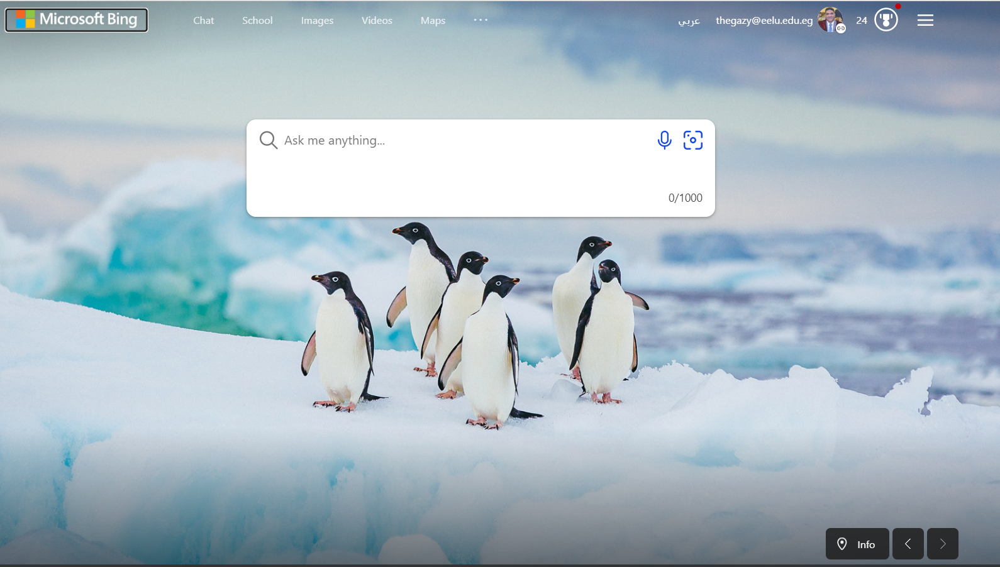 Microsoft Bing
Chat School Images Videos Maps ...
عربي thegazy@eelu.edu.eg 24
Ask me anything...
0/1000
Info